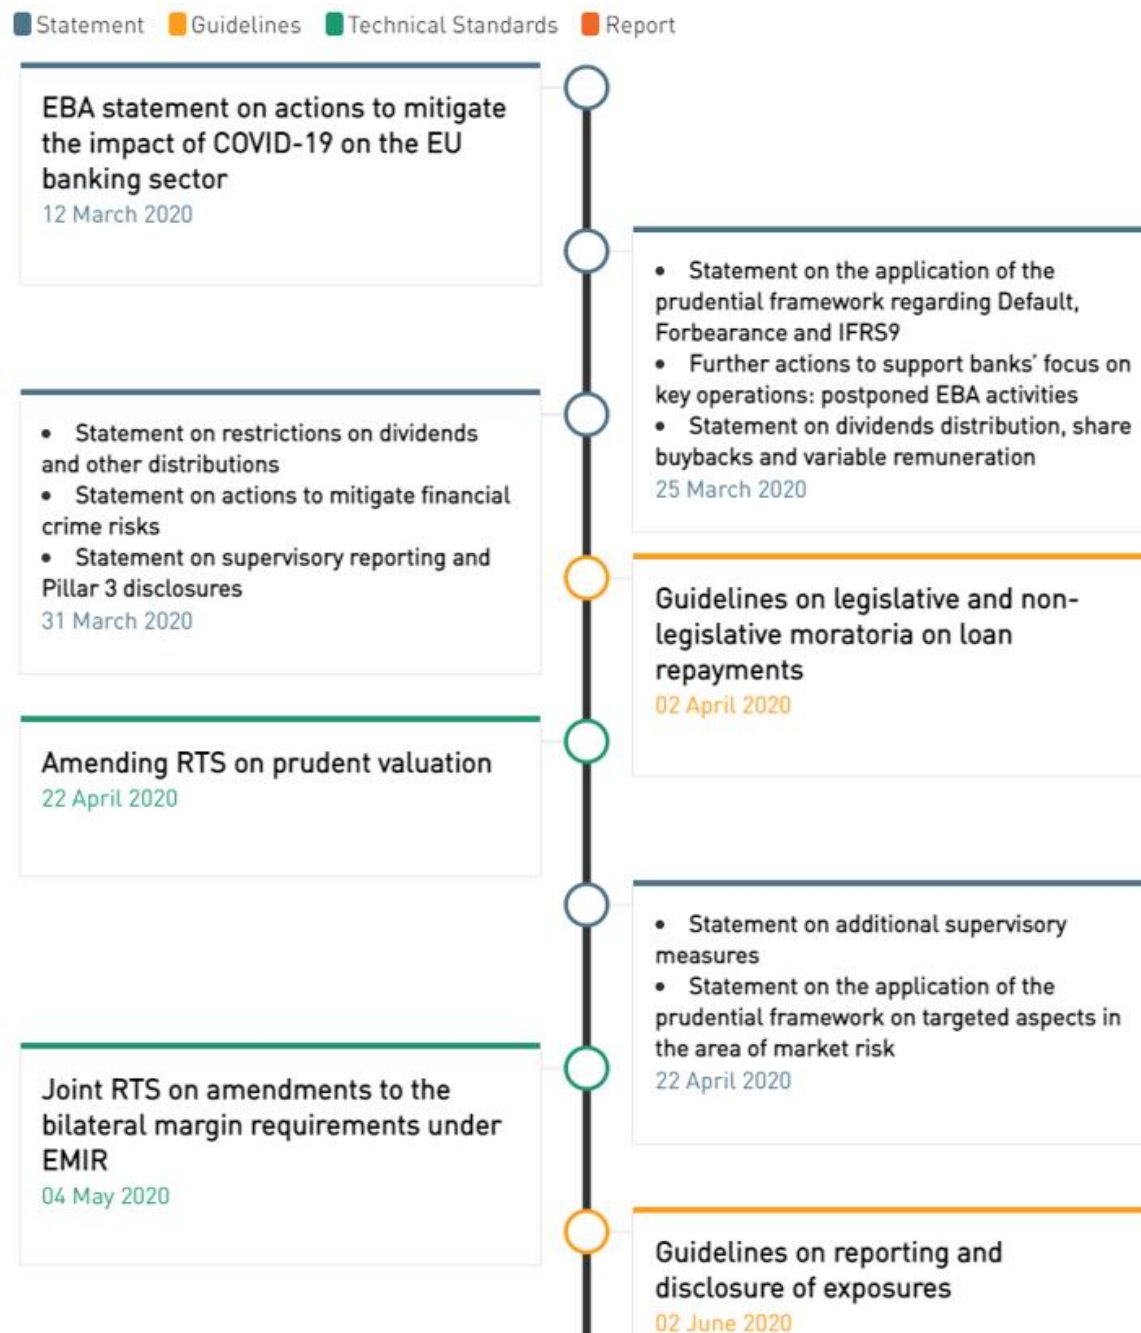 Statement Guidelines Technical Standards Report
EBA statement on actions to mitigate
the impact of COVID-19 on the EU
banking sector
12 March 2020
• Statement on the application of the
prudential framework regarding Default,
Forbearance and IFRS9
• Further actions to support banks’ focus on
key operations: postponed EBA activities
• Statement on dividends distribution, share
buybacks and variable remuneration
25 March 2020
• Statement on restrictions on dividends
and other distributions
• Statement on actions to mitigate financial
crime risks
• Statement on supervisory reporting and
Pillar 3 disclosures
31 March 2020
Guidelines on legislative and non-
legislative moratoria on loan
repayments
02 April 2020
Amending RTS on prudent valuation
22 April 2020
• Statement on additional supervisory
measures
• Statement on the application of the
prudential framework on targeted aspects in
the area of market risk
22 April 2020
Joint RTS on amendments to the
bilateral margin requirements under
EMIR
04 May 2020
Guidelines on reporting and
disclosure of exposures
02 June 2020